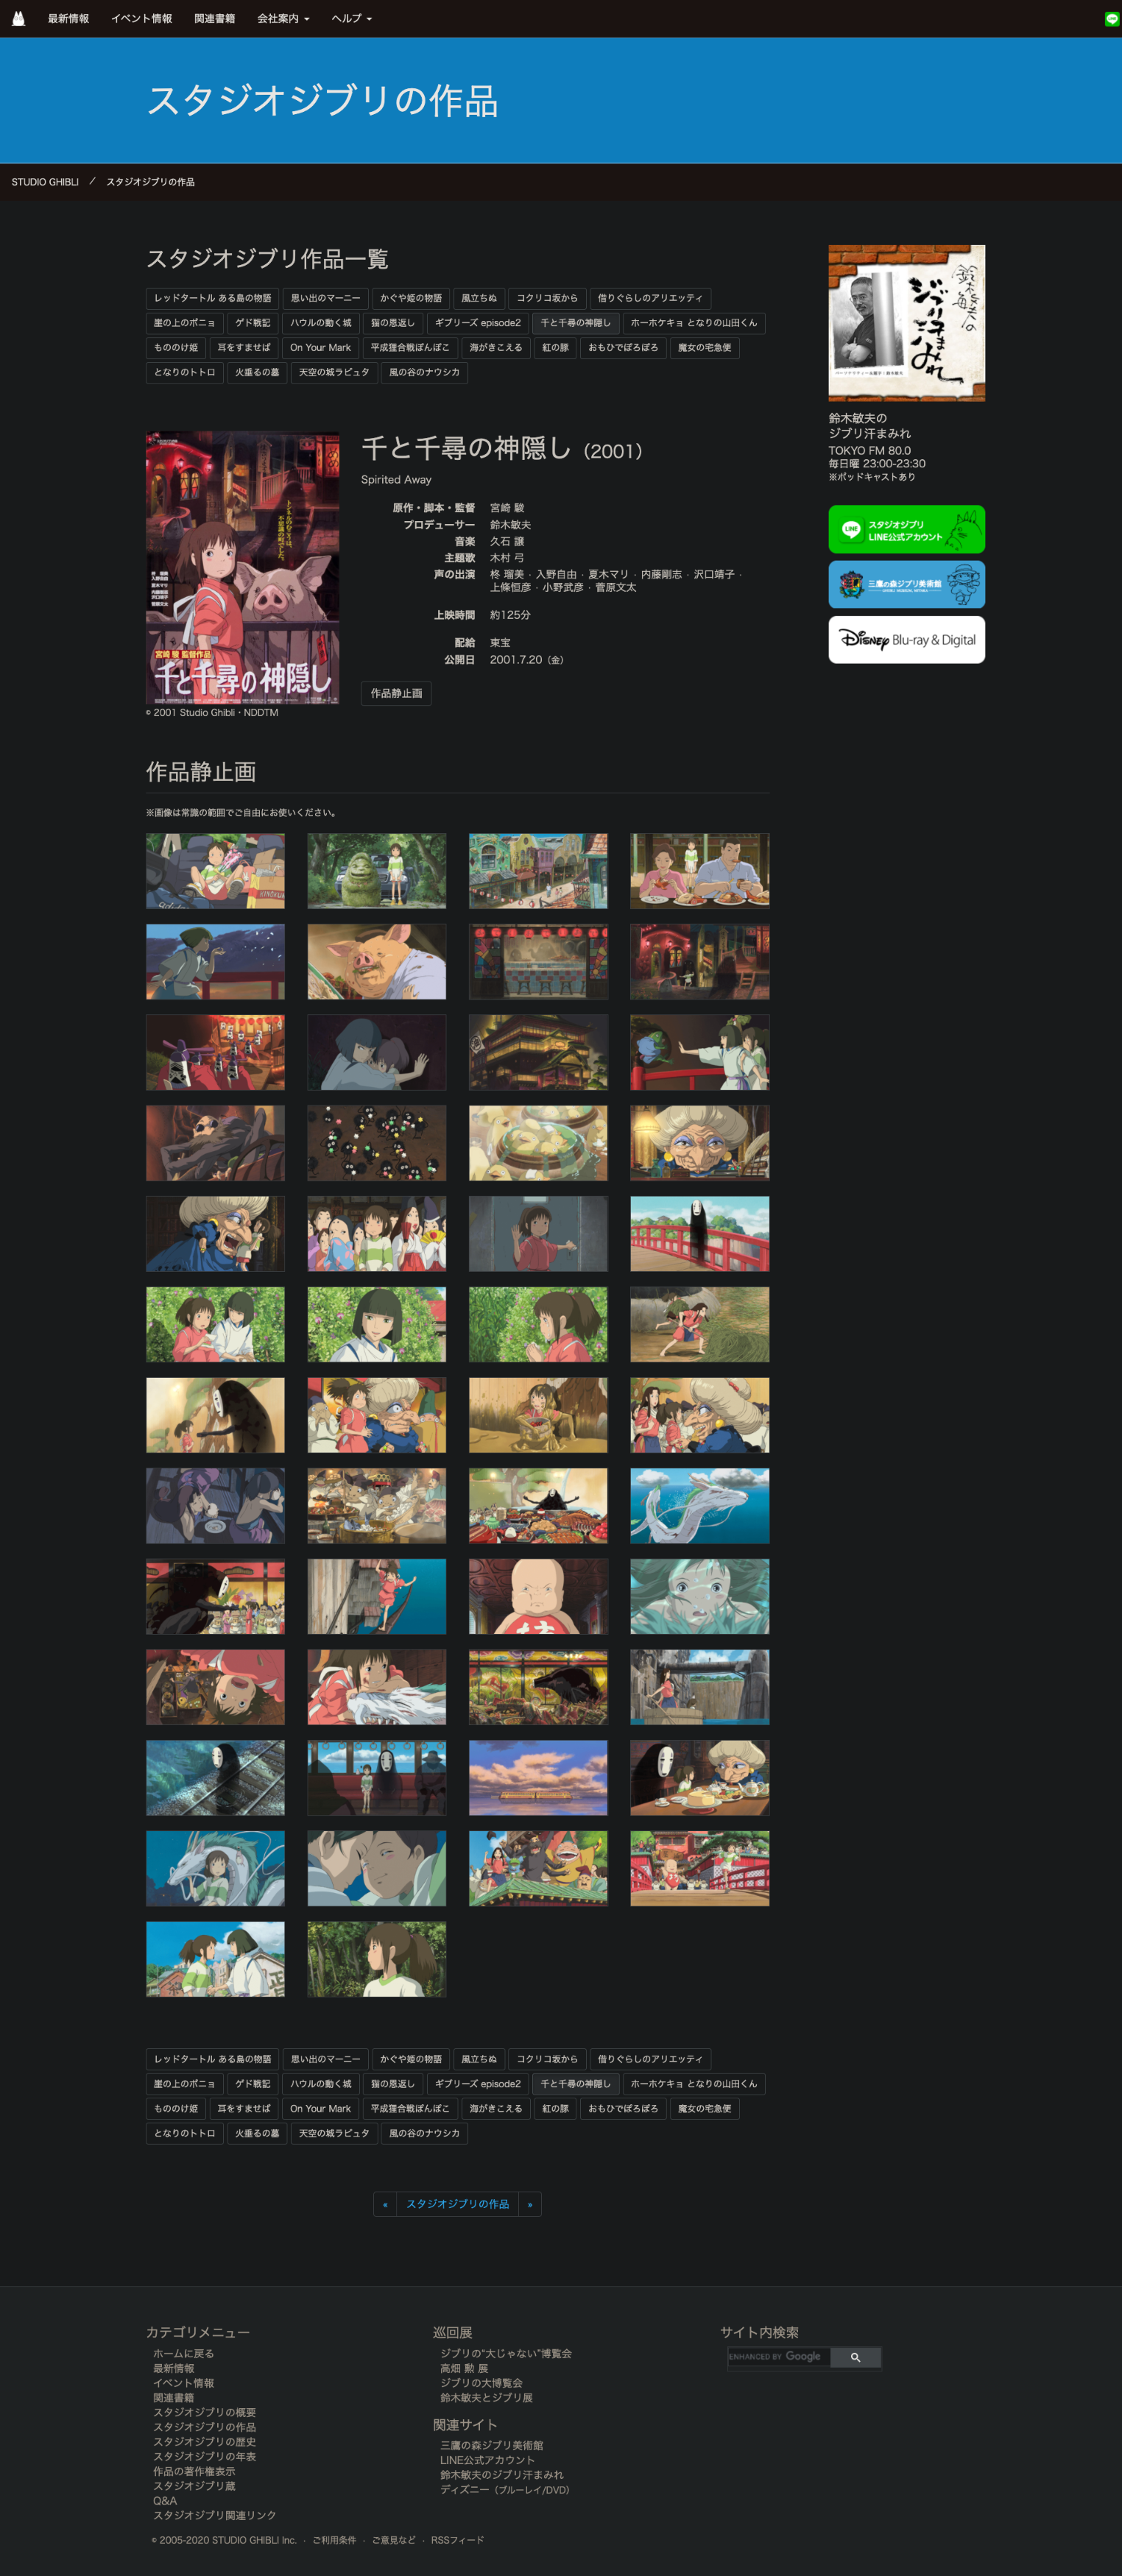 最新情報 イベント情報 関連書籍 会社案内 ヘルプ
スタジオジブリの作品
STUDIO GHIBLI / スタジオジブリの作品
スタジオジブリ作品一覧
レッドタートル ある島の物語 思い出のマーニー かぐや姫の物語 風立ちぬ コクリコ坂から 借りぐらしのアリエッティ
崖の上のポニョ ゲド戦記 ハウルの動く城 猫の恩返し ギブリーズ episode2 千と千尋の神隠し ホーホケキョ となりの山田くん
もののけ姫 耳をすませば On Your Mark 平成狸合戦ぽんぽこ 海がきこえる 紅の豚 おもひでぽろぽろ 魔女の宅急便
となりのトトロ 火垂るの墓 天空の城ラピュタ 風の谷のナウシカ
トンネルのむこうは、
不思議の町でした。
宮崎 駿 監督作品
千と千尋の神隠し
© 2001 Studio Ghibli・NDDTM
千と千尋の神隠し（2001）
Spirited Away
原作・脚本・監督 宮﨑 駿
プロデューサー 鈴木敏夫
音楽 久石 譲
主題歌 木村 弓
声の出演 柊 瑠美 · 入野自由 · 夏木マリ · 内藤剛志 · 沢口靖子 ·
上條恒彦 · 小野武彦 · 菅原文太
上映時間 約125分
配給 東宝
公開日 2001.7.20（金）
作品静止画
鈴木敏夫の
ジブリ汗まみれ
鈴木敏夫の
ジブリ汗まみれ
TOKYO FM 80.0
毎日曜 23:00-23:30
※ポッドキャストあり
LINE スタジオジブリ
LINE公式アカウント
三鷹の森ジブリ美術館
Disney Blu-ray & Digital
作品静止画
※画像は常識の範囲でご自由にお使いください。
レッドタートル ある島の物語 思い出のマーニー かぐや姫の物語 風立ちぬ コクリコ坂から 借りぐらしのアリエッティ
崖の上のポニョ ゲド戦記 ハウルの動く城 猫の恩返し ギブリーズ episode2 千と千尋の神隠し ホーホケキョ となりの山田くん
もののけ姫 耳をすませば On Your Mark 平成狸合戦ぽんぽこ 海がきこえる 紅の豚 おもひでぽろぽろ 魔女の宅急便
となりのトトロ 火垂るの墓 天空の城ラピュタ 風の谷のナウシカ
« スタジオジブリの作品 »
カテゴリメニュー
ホームに戻る
最新情報
イベント情報
関連書籍
スタジオジブリの概要
スタジオジブリの作品
スタジオジブリの歴史
スタジオジブリの年表
作品の著作権表示
スタジオジブリ蔵
Q&A
スタジオジブリ関連リンク
巡回展
ジブリの“大じゃない”博覧会
高畑 勲 展
ジブリの大博覧会
鈴木敏夫とジブリ展
関連サイト
三鷹の森ジブリ美術館
LINE公式アカウント
鈴木敏夫のジブリ汗まみれ
ディズニー（ブルーレイ/DVD）
サイト内検索
ENHANCED BY Google
© 2005-2020 STUDIO GHIBLI Inc. · ご利用条件 · ご意見など · RSSフィード